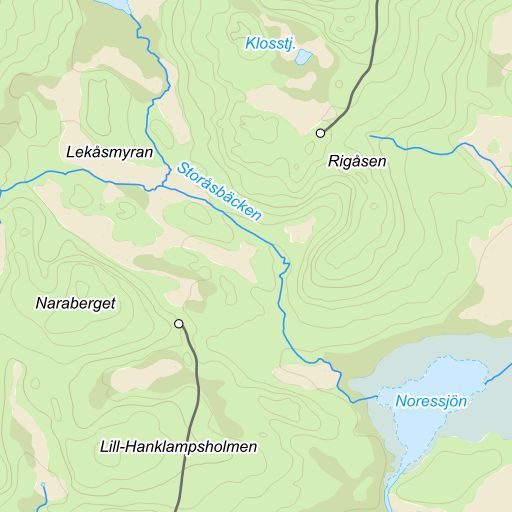 Klosstj.
Lekåsmyran
Rigåsen
Storåsbäcken
Naraberget
Noressjön
Lill-Hanklampsholmen